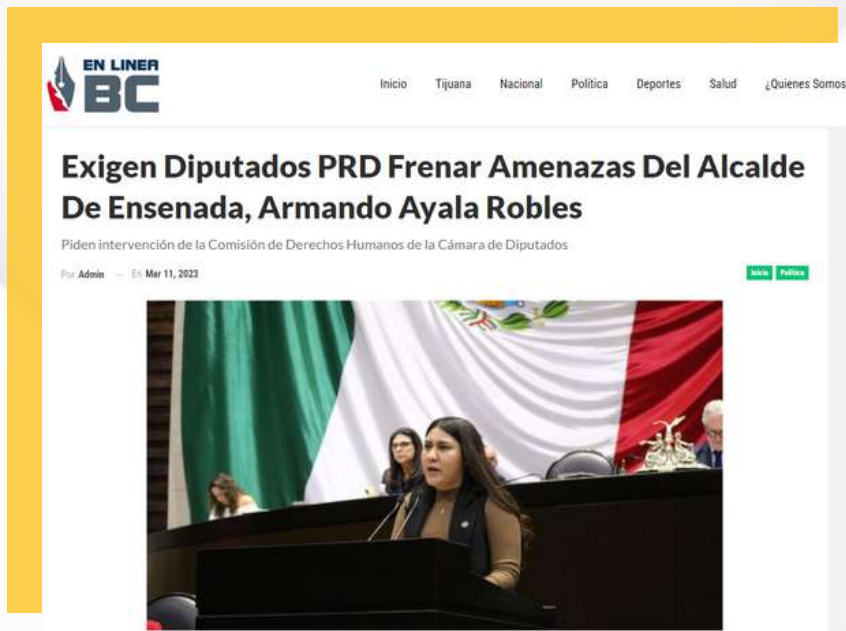 EN LINEA
BC
Inicio Tijuana Nacional Política Deportes Salud ¿Quienes Somos
Exigen Diputados PRD Frenar Amenazas Del Alcalde
De Ensenada, Armando Ayala Robles
Piden intervención de la Comisión de Derechos Humanos de la Cámara de Diputados
Por Admin — En Mar 11, 2023
Inicio Política